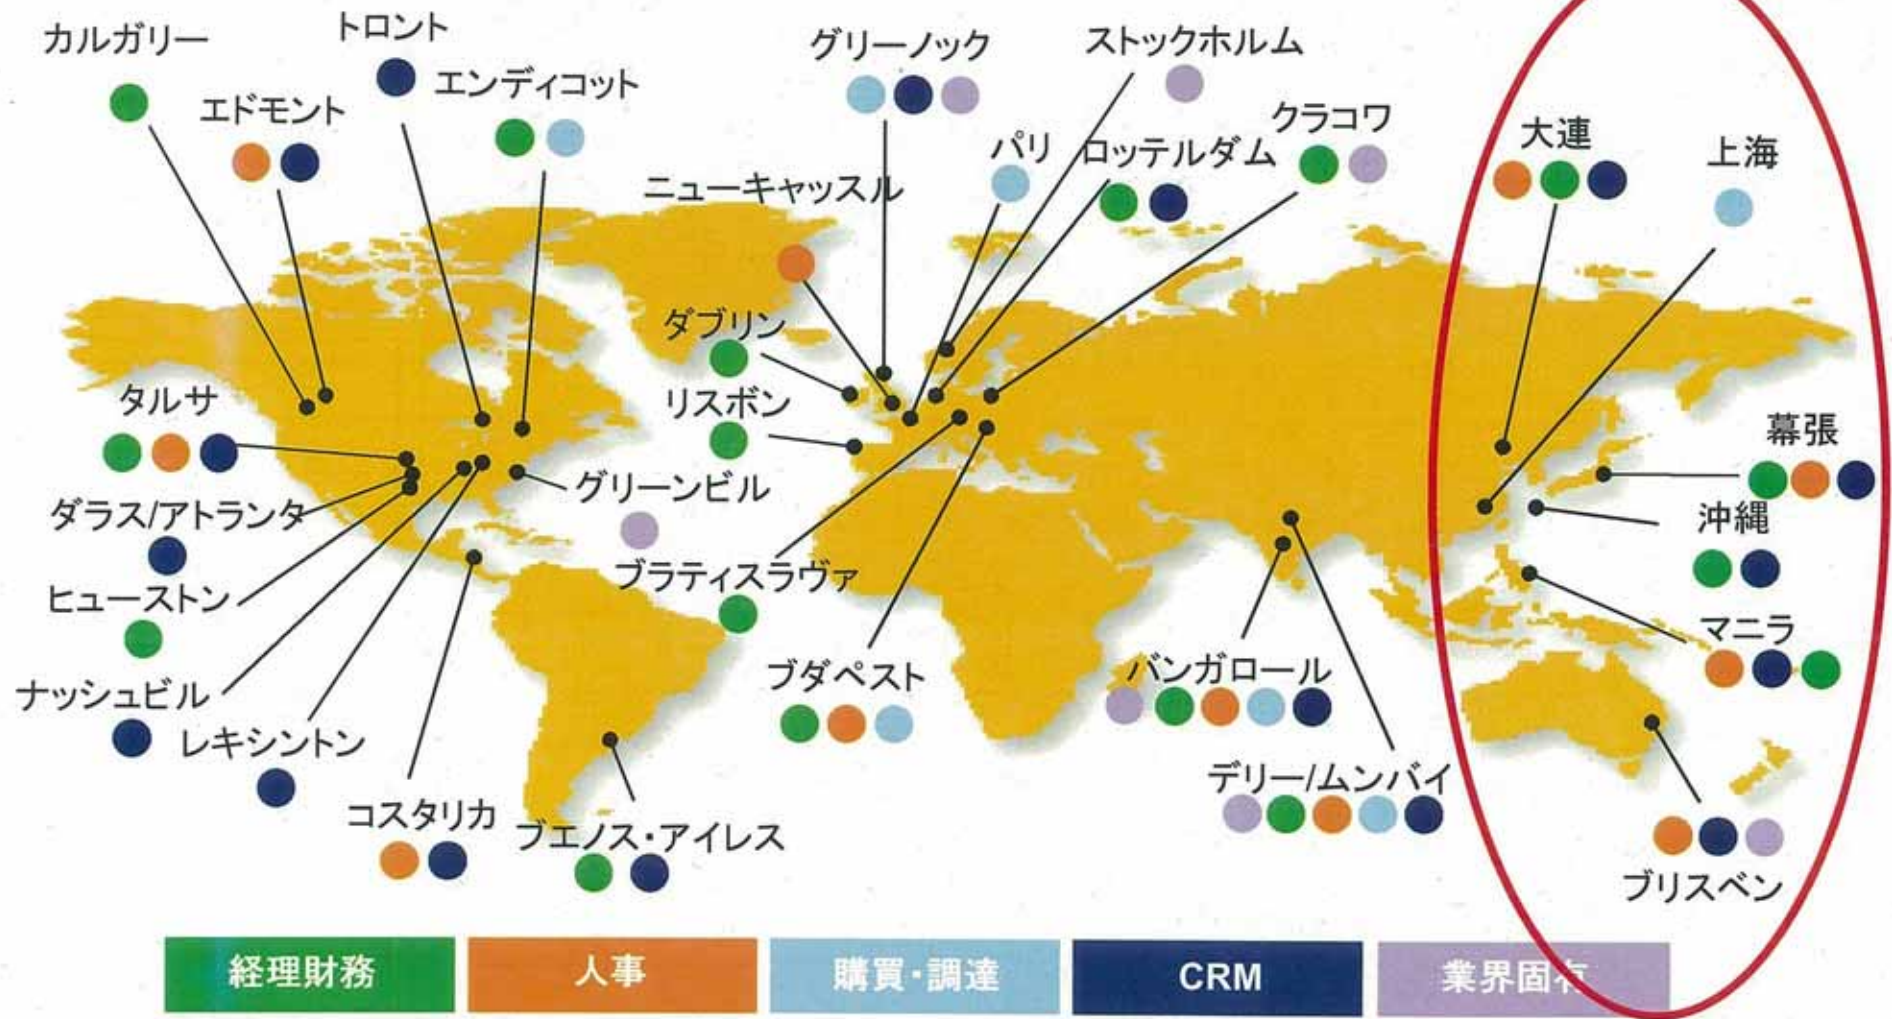 カルガリー
トロント
エドモント
エンディコット
グリーノック
ストックホルム
パリ
ロッテルダム
クラコワ
大連
上海
ニューキャッスル
ダブリン
リスボン
タルサ
ダラス/アトランタ
グリーンビル
ヒューストン
ブラティスラヴァ
ナッシュビル
レキシントン
コスタリカ
ブエノス・アイレス
ブダペスト
バンガロール
デリー/ムンバイ
幕張
沖縄
マニラ
ブリスベン
経理財務
人事
購買・調達
CRM
業界固有